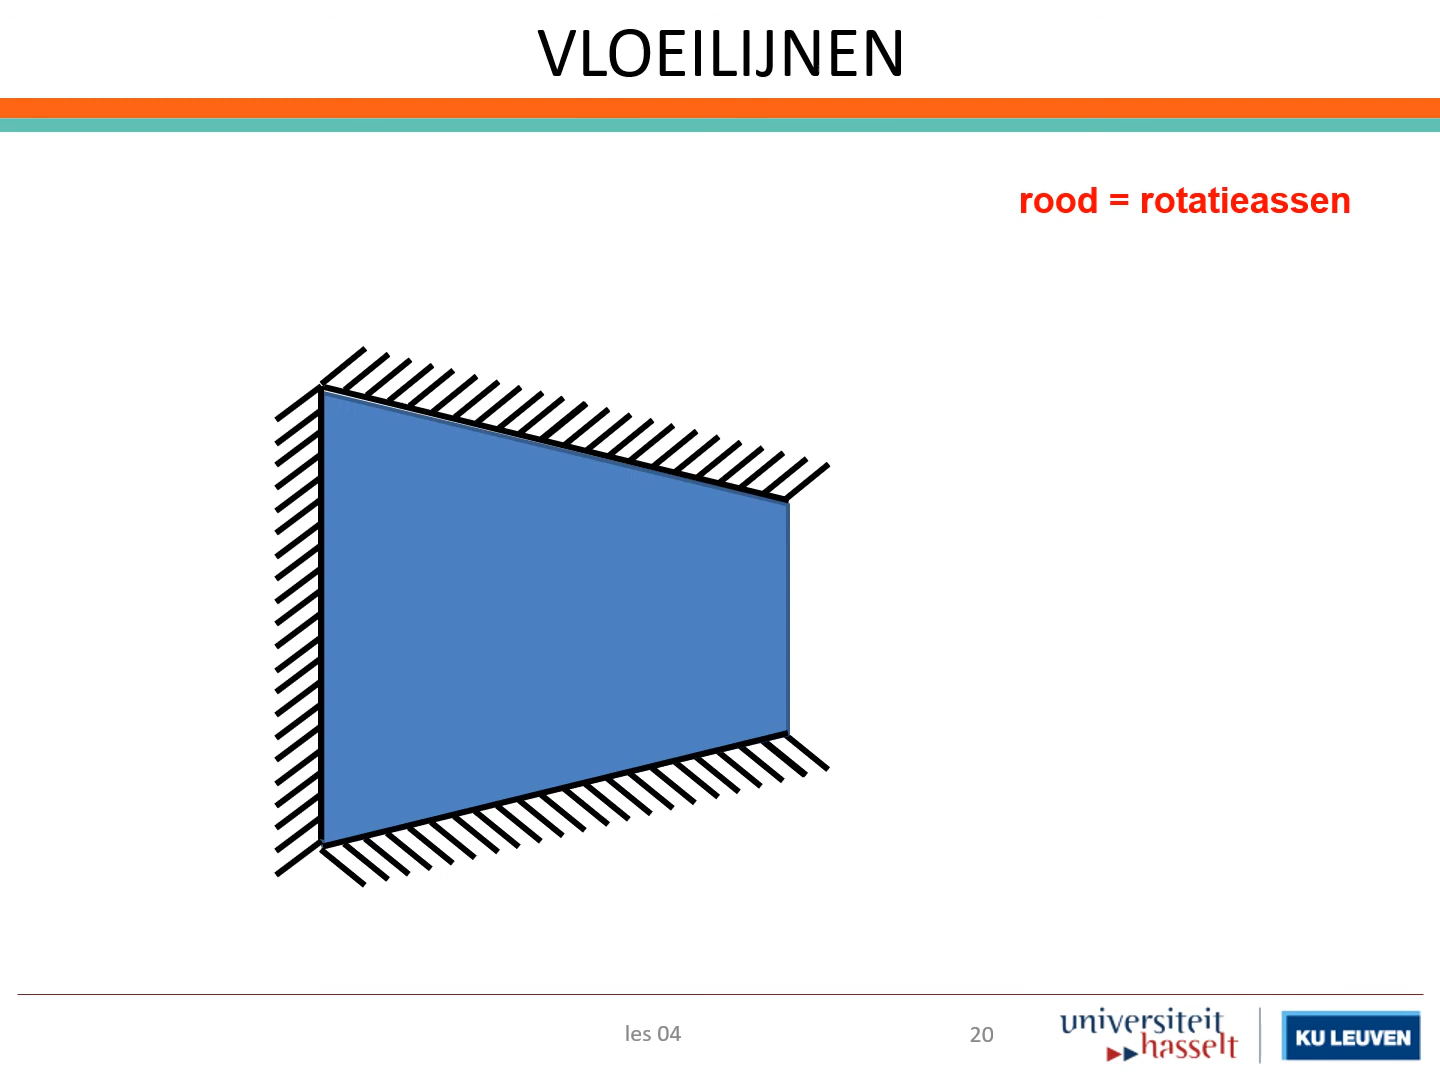 VLOEILIJNEN
rood = rotatieassen
les 04
20
universiteit
hasselt
KU LEUVEN